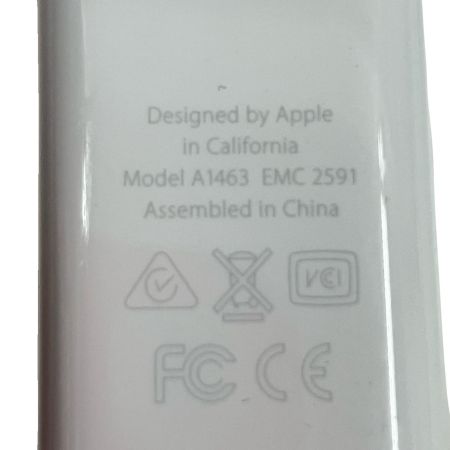 Designed by Apple
in California
Model A1463 EMC 2591
Assembled in China
VCI
FC CE